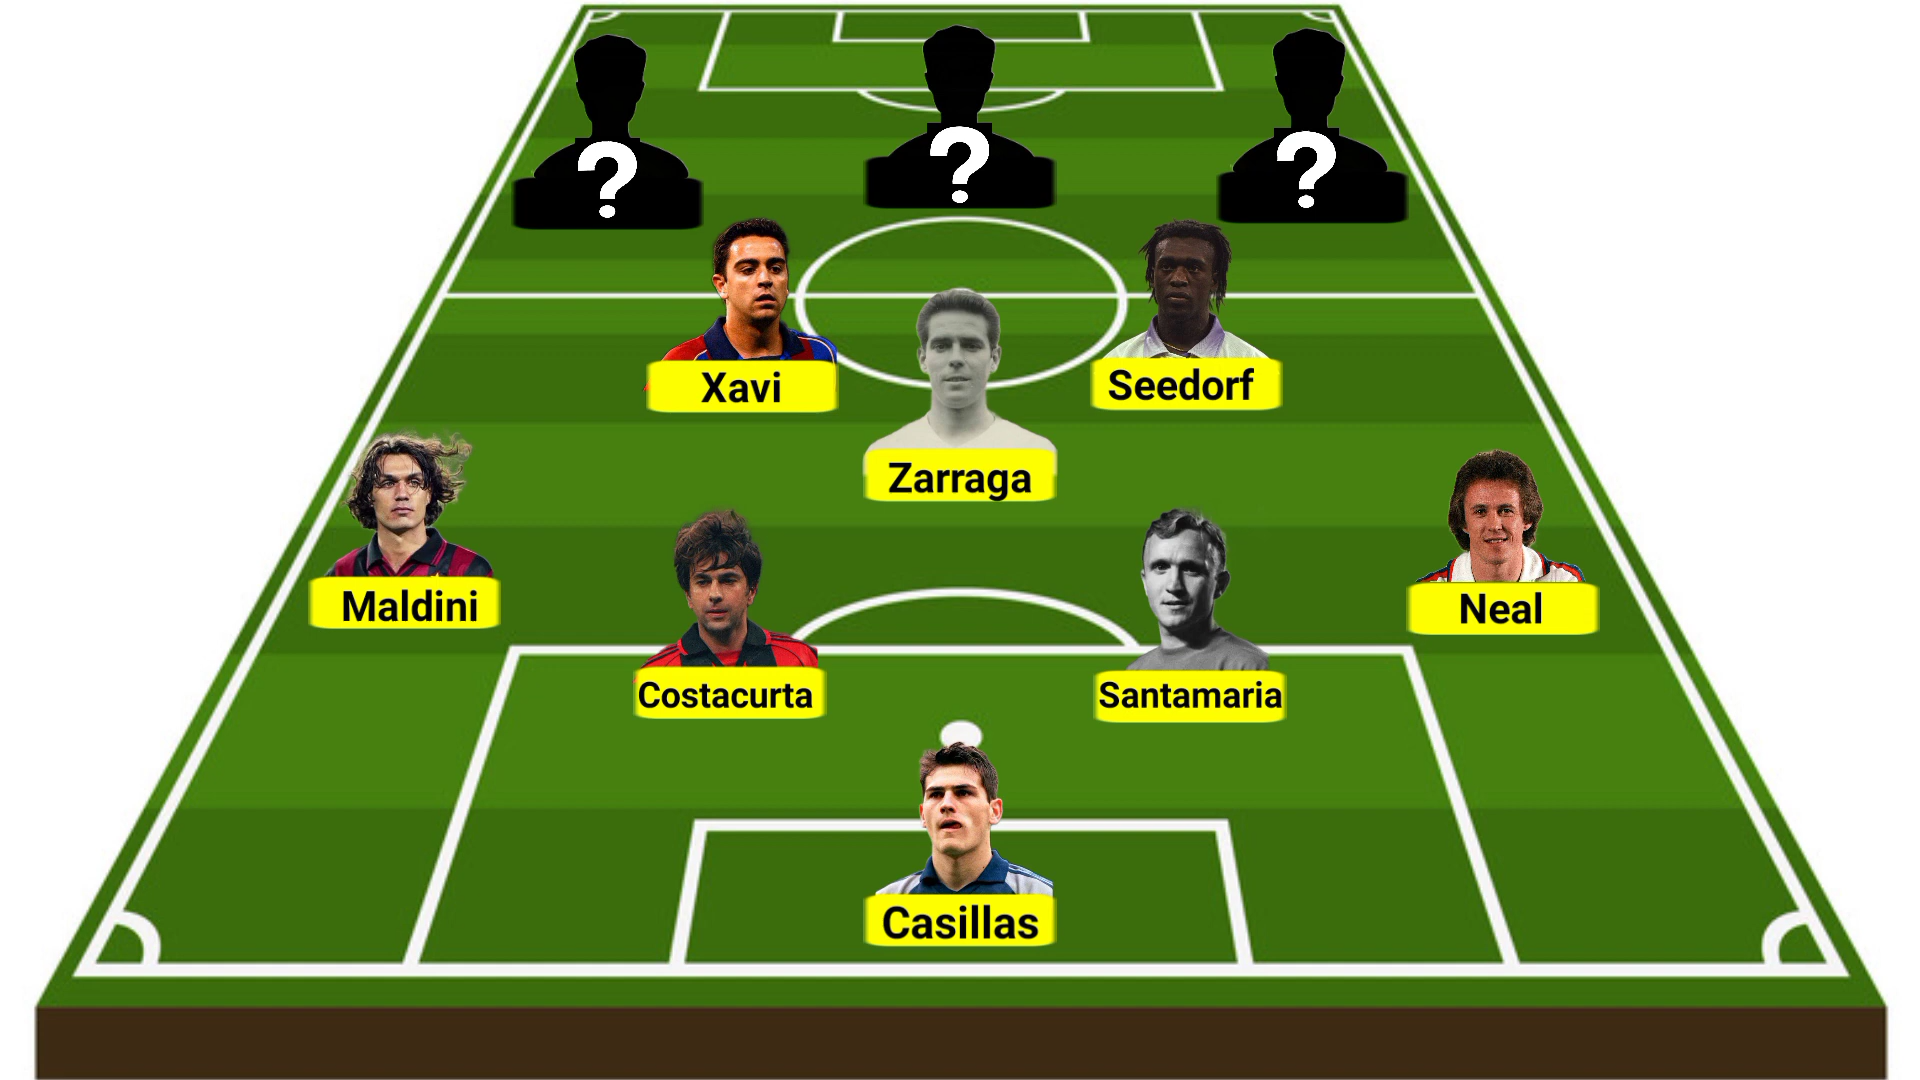 ?
?
?
Xavi
Seedorf
Zarraga
Maldini
Neal
Costacurta
Santamaria
Casillas